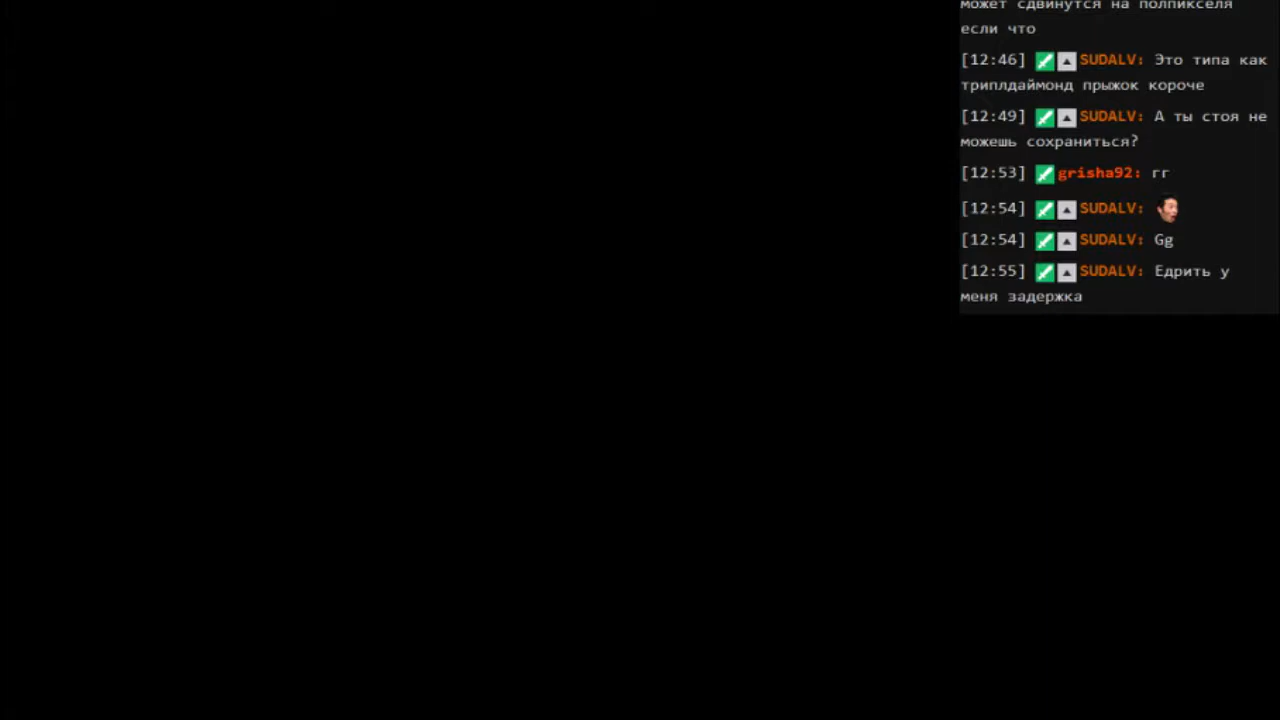 может сдвинутся на полпикселя
если что
[12:46] SUDALV: Это типа как
триплдаймонд прыжок короче
[12:49] SUDALV: А ты стоя не
можешь сохраниться?
[12:53] grisha92: гг
[12:54] SUDALV:
[12:54] SUDALV: Gg
[12:55] SUDALV: Едрить у
меня задержка